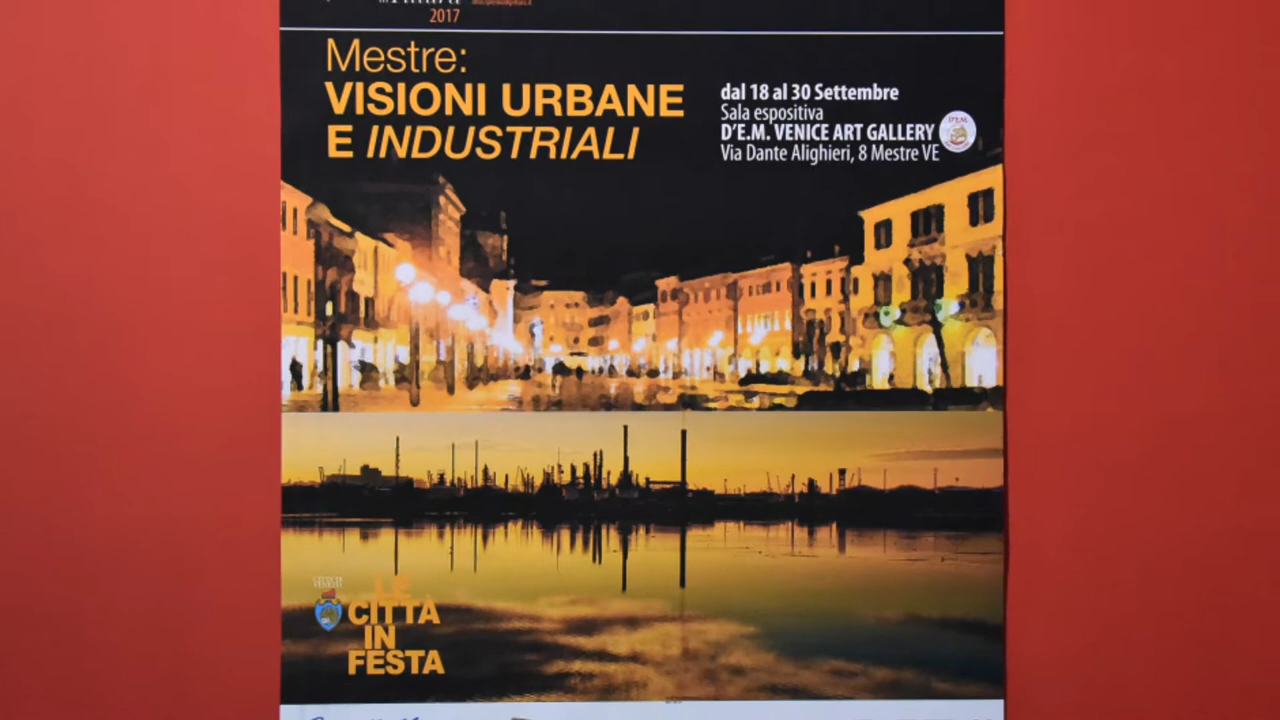 2017
Mestre:
VISIONI URBANE
E INDUSTRIALI
dal 18 al 30 Settembre
Sala espositiva
D'E.M. VENICE ART GALLERY
Via Dante Alighieri, 8 Mestre VE
D'E.M.
LE
CITTÀ
IN
FESTA